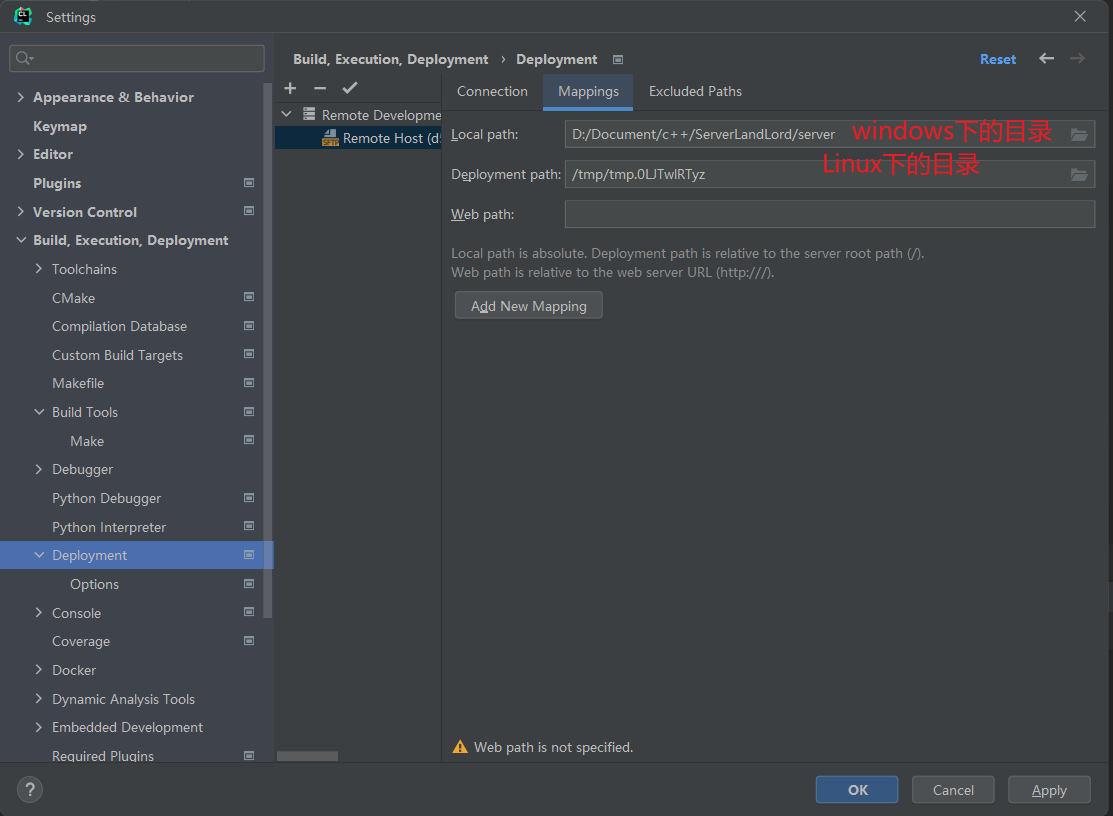 CL
Settings
Appearance & Behavior
Keymap
Editor
Plugins
Version Control
Build, Execution, Deployment
Toolchains
CMake
Compilation Database
Custom Build Targets
Makefile
Build Tools
Make
Debugger
Python Debugger
Python Interpreter
Deployment
Options
Console
Coverage
Docker
Dynamic Analysis Tools
Embedded Development
Required Plugins
Build, Execution, Deployment › Deployment
Reset
Remote Developme
SFTP Remote Host (d
Connection Mappings Excluded Paths
Local path: D:/Document/c++/ServerLandLord/server windows下的目录
Linux下的目录
Deployment path: /tmp/tmp.0LJTwlRTyz
Web path:
Local path is absolute. Deployment path is relative to the server root path (/).
Web path is relative to the web server URL (http:///).
Add New Mapping
Web path is not specified.
?
OK Cancel Apply